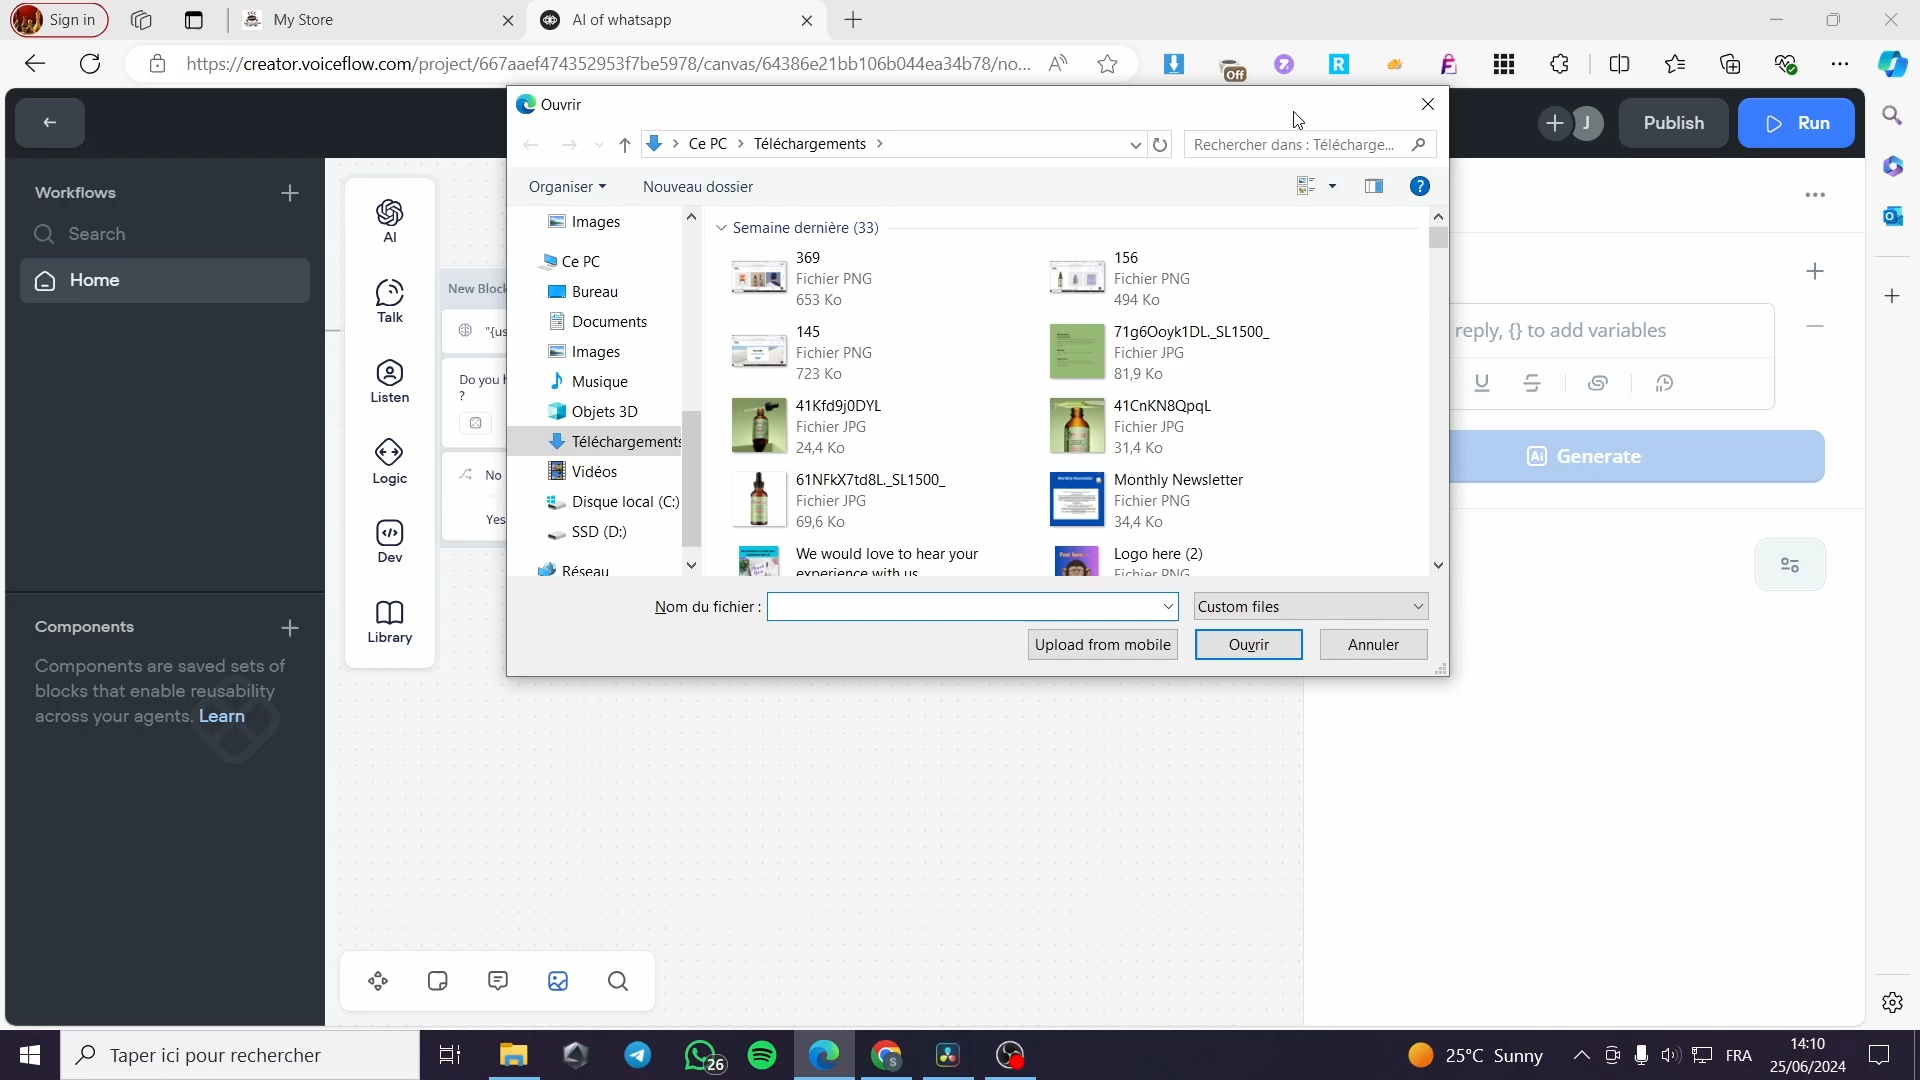 Sign in
My Store
AI of whatsapp
https://creator.voiceflow.com/project/667aaef474352953f7be5978/canvas/64386e21bb106b044ea34b78/no...
Off
Ouvrir
Ce PC > Téléchargements >
Rechercher dans : Télécharge...
Organiser
Nouveau dossier
J
Publish
Run
Workflows
Search
Home
AI
Talk
Listen
Logic
Dev
Library
New Block
"{us
Do you h
?
No
Yes
Images
Ce PC
Bureau
Documents
Images
Musique
Objets 3D
Téléchargements
Vidéos
Disque local (C:)
SSD (D:)
Réseau
Semaine dernière (33)
369
Fichier PNG
653 Ko
156
Fichier PNG
494 Ko
145
Fichier PNG
723 Ko
71g6Ooyk1DL._SL1500_
Fichier JPG
81,9 Ko
41Kfd9j0DYL
Fichier JPG
24,4 Ko
41CnKN8QpqL
Fichier JPG
31,4 Ko
61NFkX7td8L._SL1500_
Fichier JPG
69,6 Ko
Monthly Newsletter
Fichier PNG
34,4 Ko
We would love to hear your
experience with us
Logo here (2)
Fichier PNG
Nom du fichier :
Custom files
Upload from mobile
Ouvrir
Annuler
reply, {} to add variables
Generate
Components
Components are saved sets of
blocks that enable reusability
across your agents. Learn
Taper ici pour rechercher
26
25°C Sunny
FRA
14:10
25/06/2024